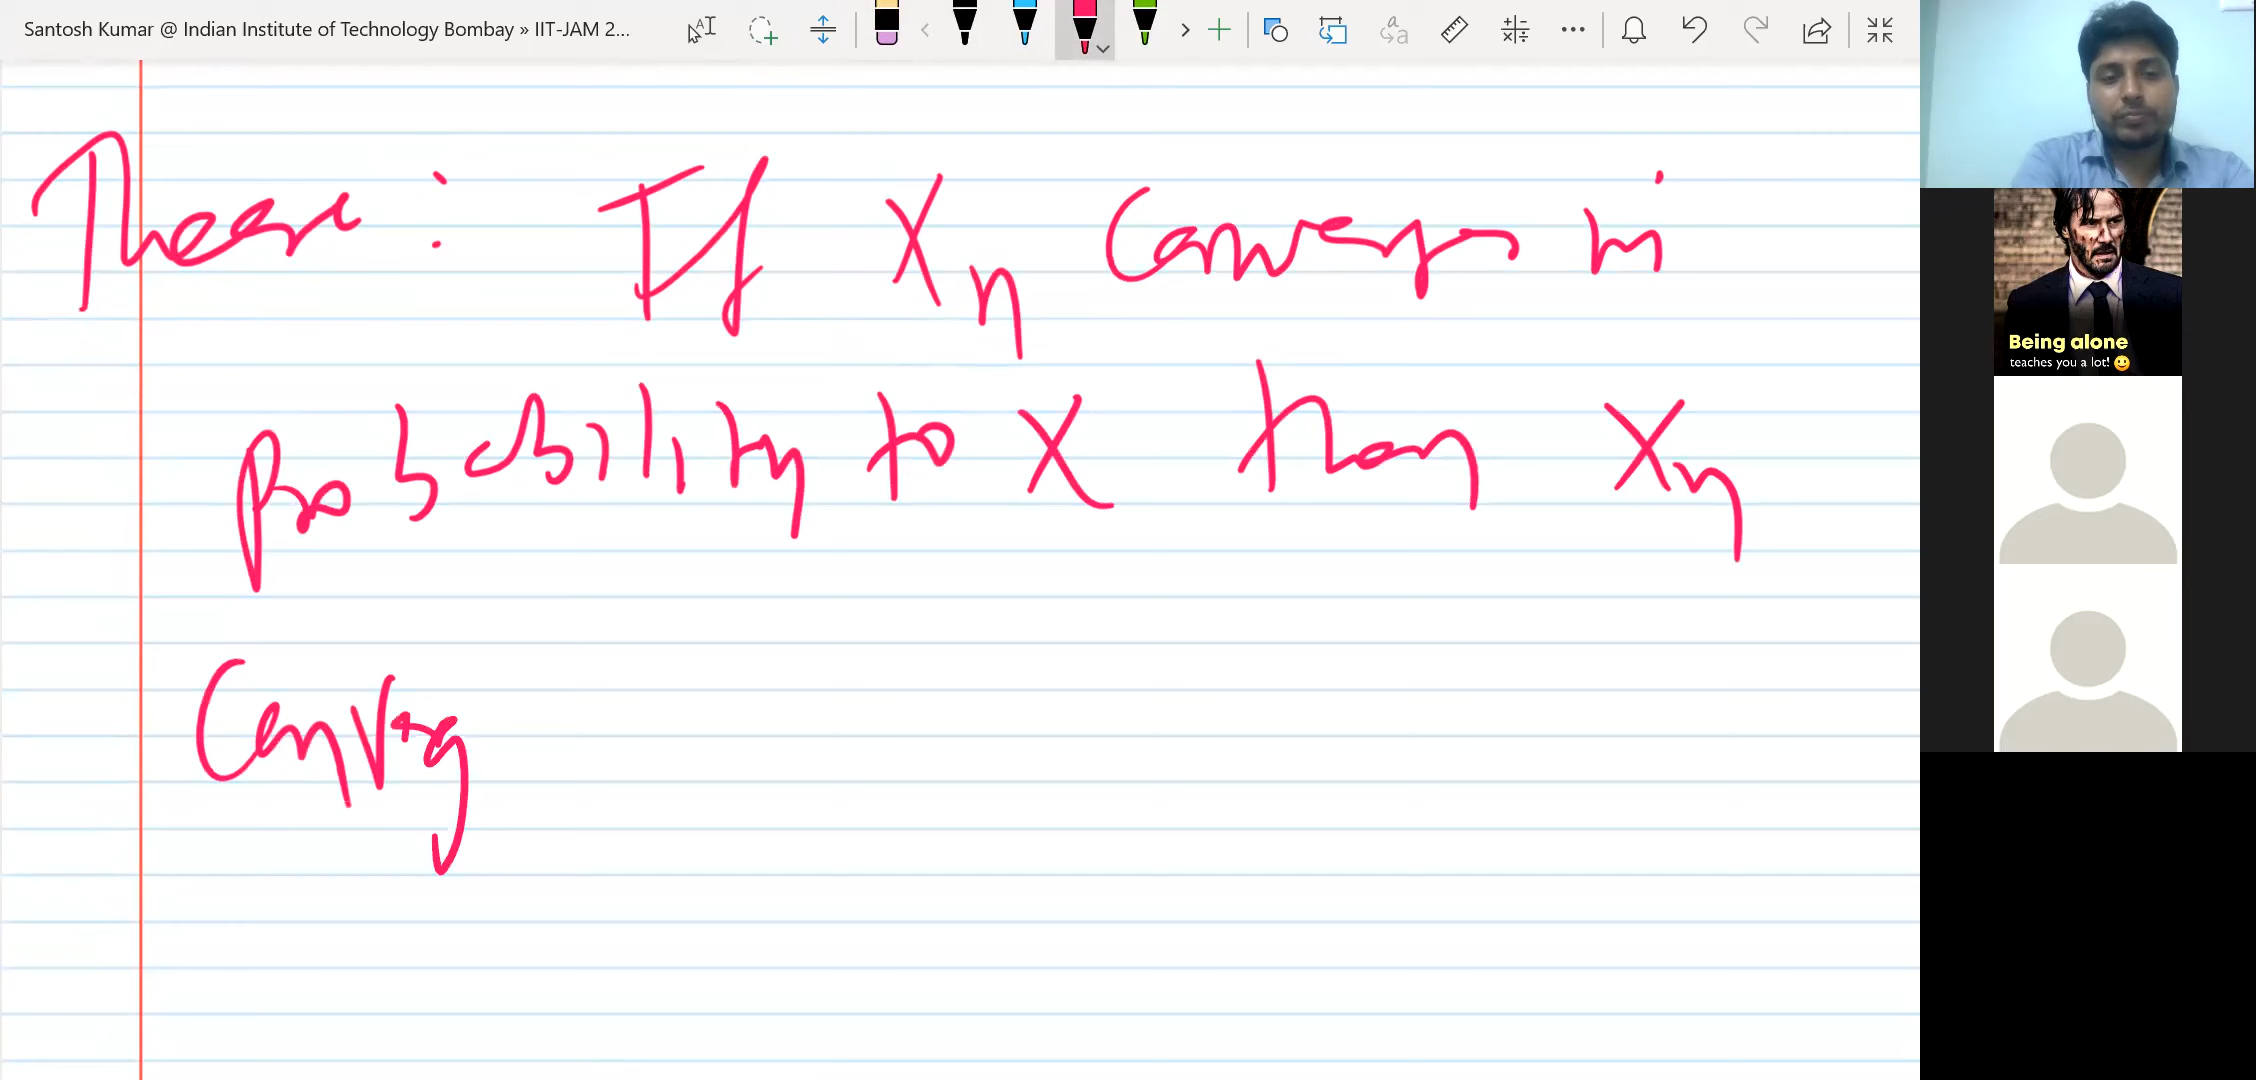 Santosh Kumar @ Indian Institute of Technology Bombay » IIT-JAM 2...
Theore : If Xn Converges in
probability to X then Xn
Converg
Being alone
teaches you a lot! 😀